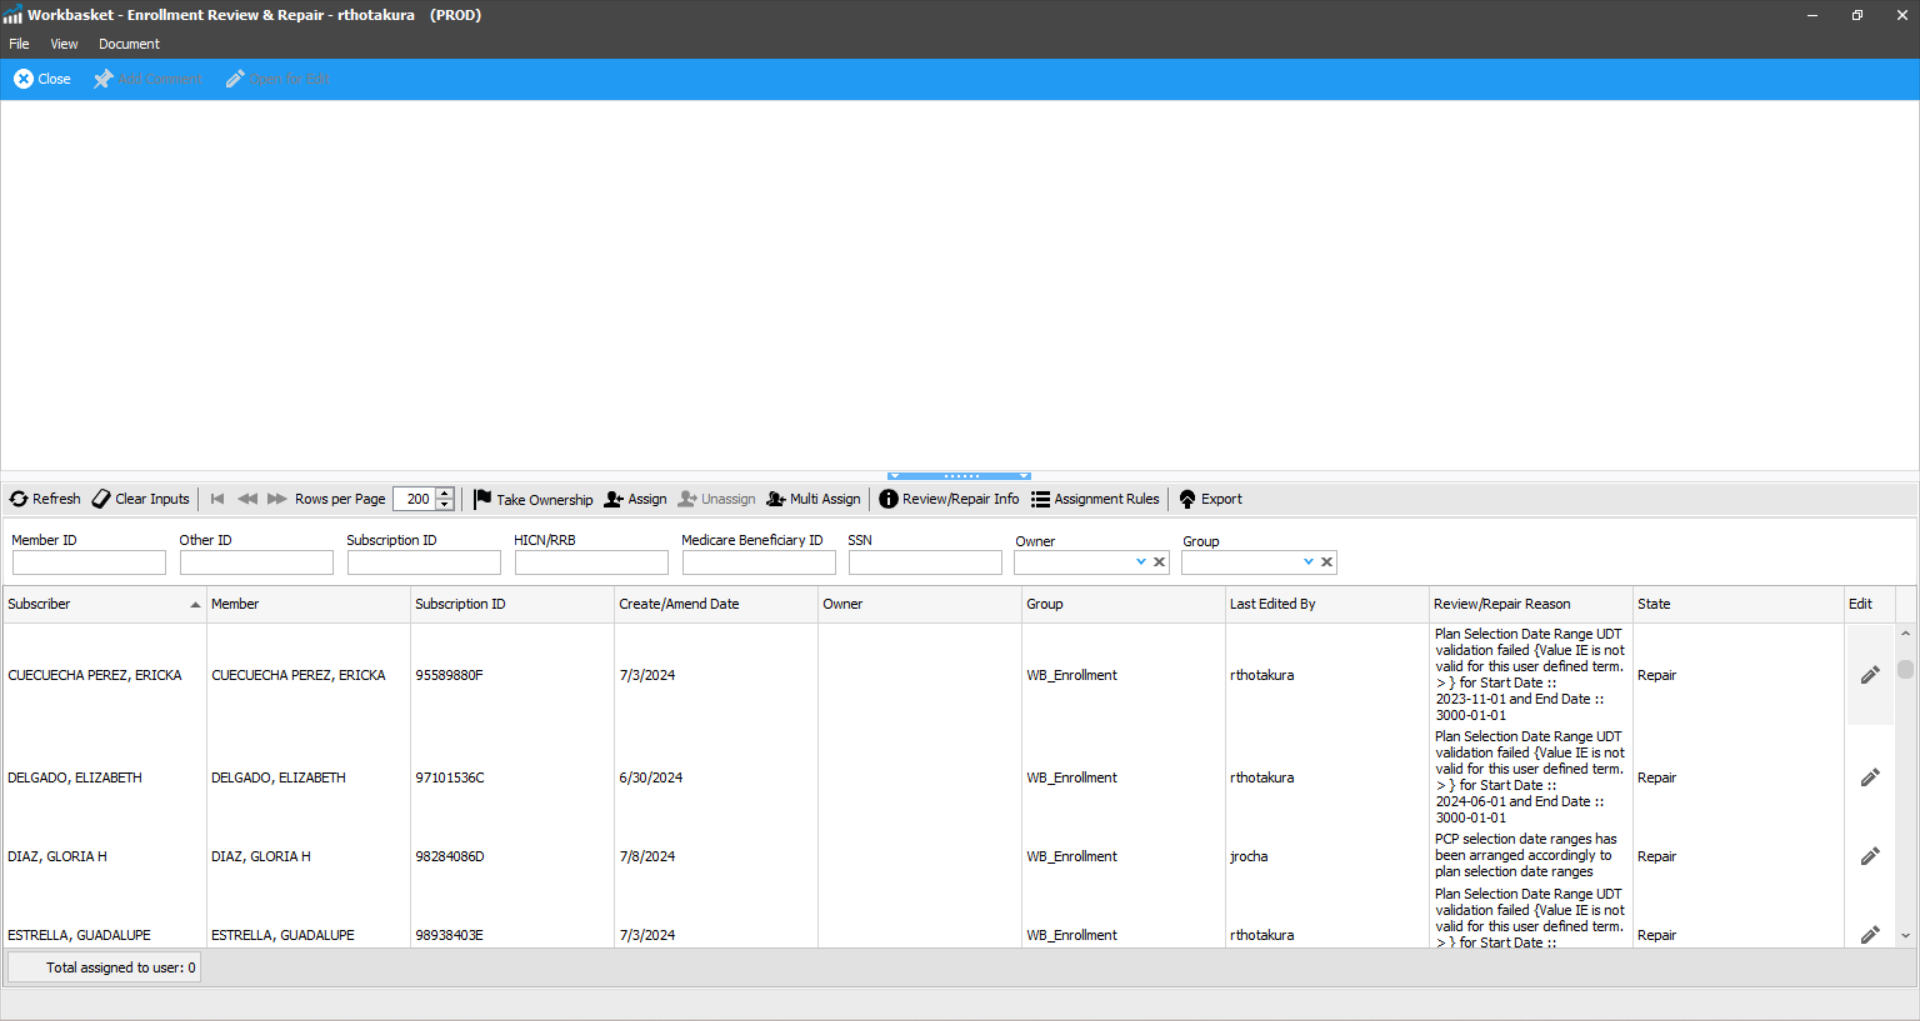 Workbasket - Enrollment Review & Repair - rthotakura (PROD)
File View Document
Close Add Comment Open for Edit
Refresh Clear Inputs Rows per Page 200 Take Ownership Assign Unassign Multi Assign Review/Repair Info Assignment Rules Export
Member ID Other ID Subscription ID HICN/RRB Medicare Beneficiary ID SSN Owner Group
Subscriber Member Subscription ID Create/Amend Date Owner Group Last Edited By Review/Repair Reason State Edit
CUECUECHA PEREZ, ERICKA CUECUECHA PEREZ, ERICKA 95589880F 7/3/2024 WB_Enrollment rthotakura
Plan Selection Date Range UDT
validation failed {Value IE is not
valid for this user defined term.
> } for Start Date ::
2023-11-01 and End Date ::
3000-01-01
Repair
DELGADO, ELIZABETH DELGADO, ELIZABETH 97101536C 6/30/2024 WB_Enrollment rthotakura
Plan Selection Date Range UDT
validation failed {Value IE is not
valid for this user defined term.
> } for Start Date ::
2024-06-01 and End Date ::
3000-01-01
Repair
DIAZ, GLORIA H DIAZ, GLORIA H 98284086D 7/8/2024 WB_Enrollment jrocha
PCP selection date ranges has
been arranged accordingly to
plan selection date ranges
Repair
ESTRELLA, GUADALUPE ESTRELLA, GUADALUPE 98938403E 7/3/2024 WB_Enrollment rthotakura
Plan Selection Date Range UDT
validation failed {Value IE is not
valid for this user defined term.
> } for Start Date ::
Repair
Total assigned to user: 0